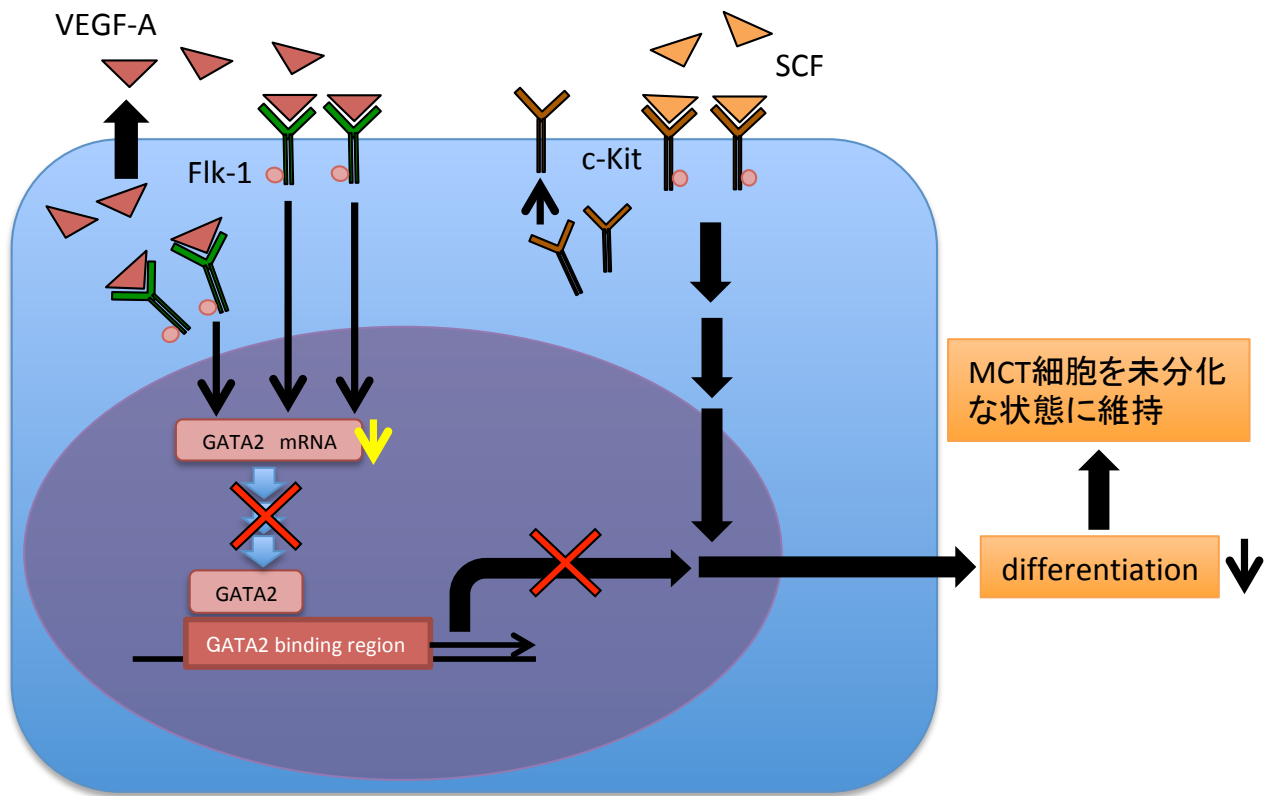 VEGF-A
SCF
Flk-1
c-Kit
GATA2 mRNA
GATA2
GATA2 binding region
MCT細胞を未分化
な状態に維持
differentiation